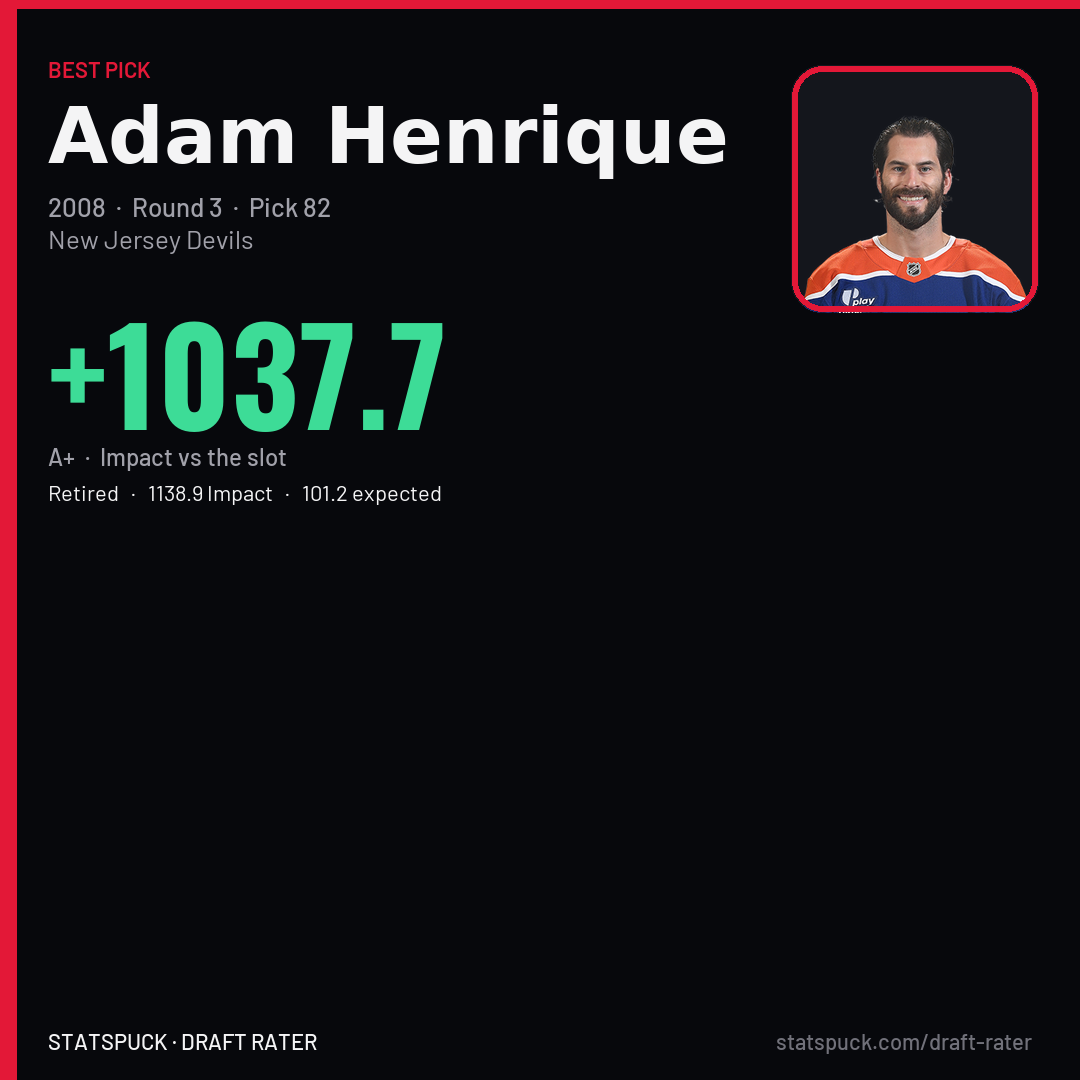 BEST PICK
Adam Henrique
2008 · Round 3 · Pick 82
New Jersey Devils
play
+1037.7
A+ · Impact vs the slot
Retired · 1138.9 Impact · 101.2 expected
STATSPUCK · DRAFT RATER
statspuck.com/draft-rater